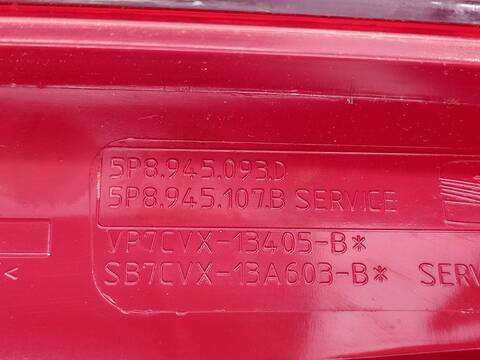 5P8.945.093.D
5P8.945.107.B SERVICE
VP7CVX-13405-B*
SB7CVX-13A603-B* SERV
<